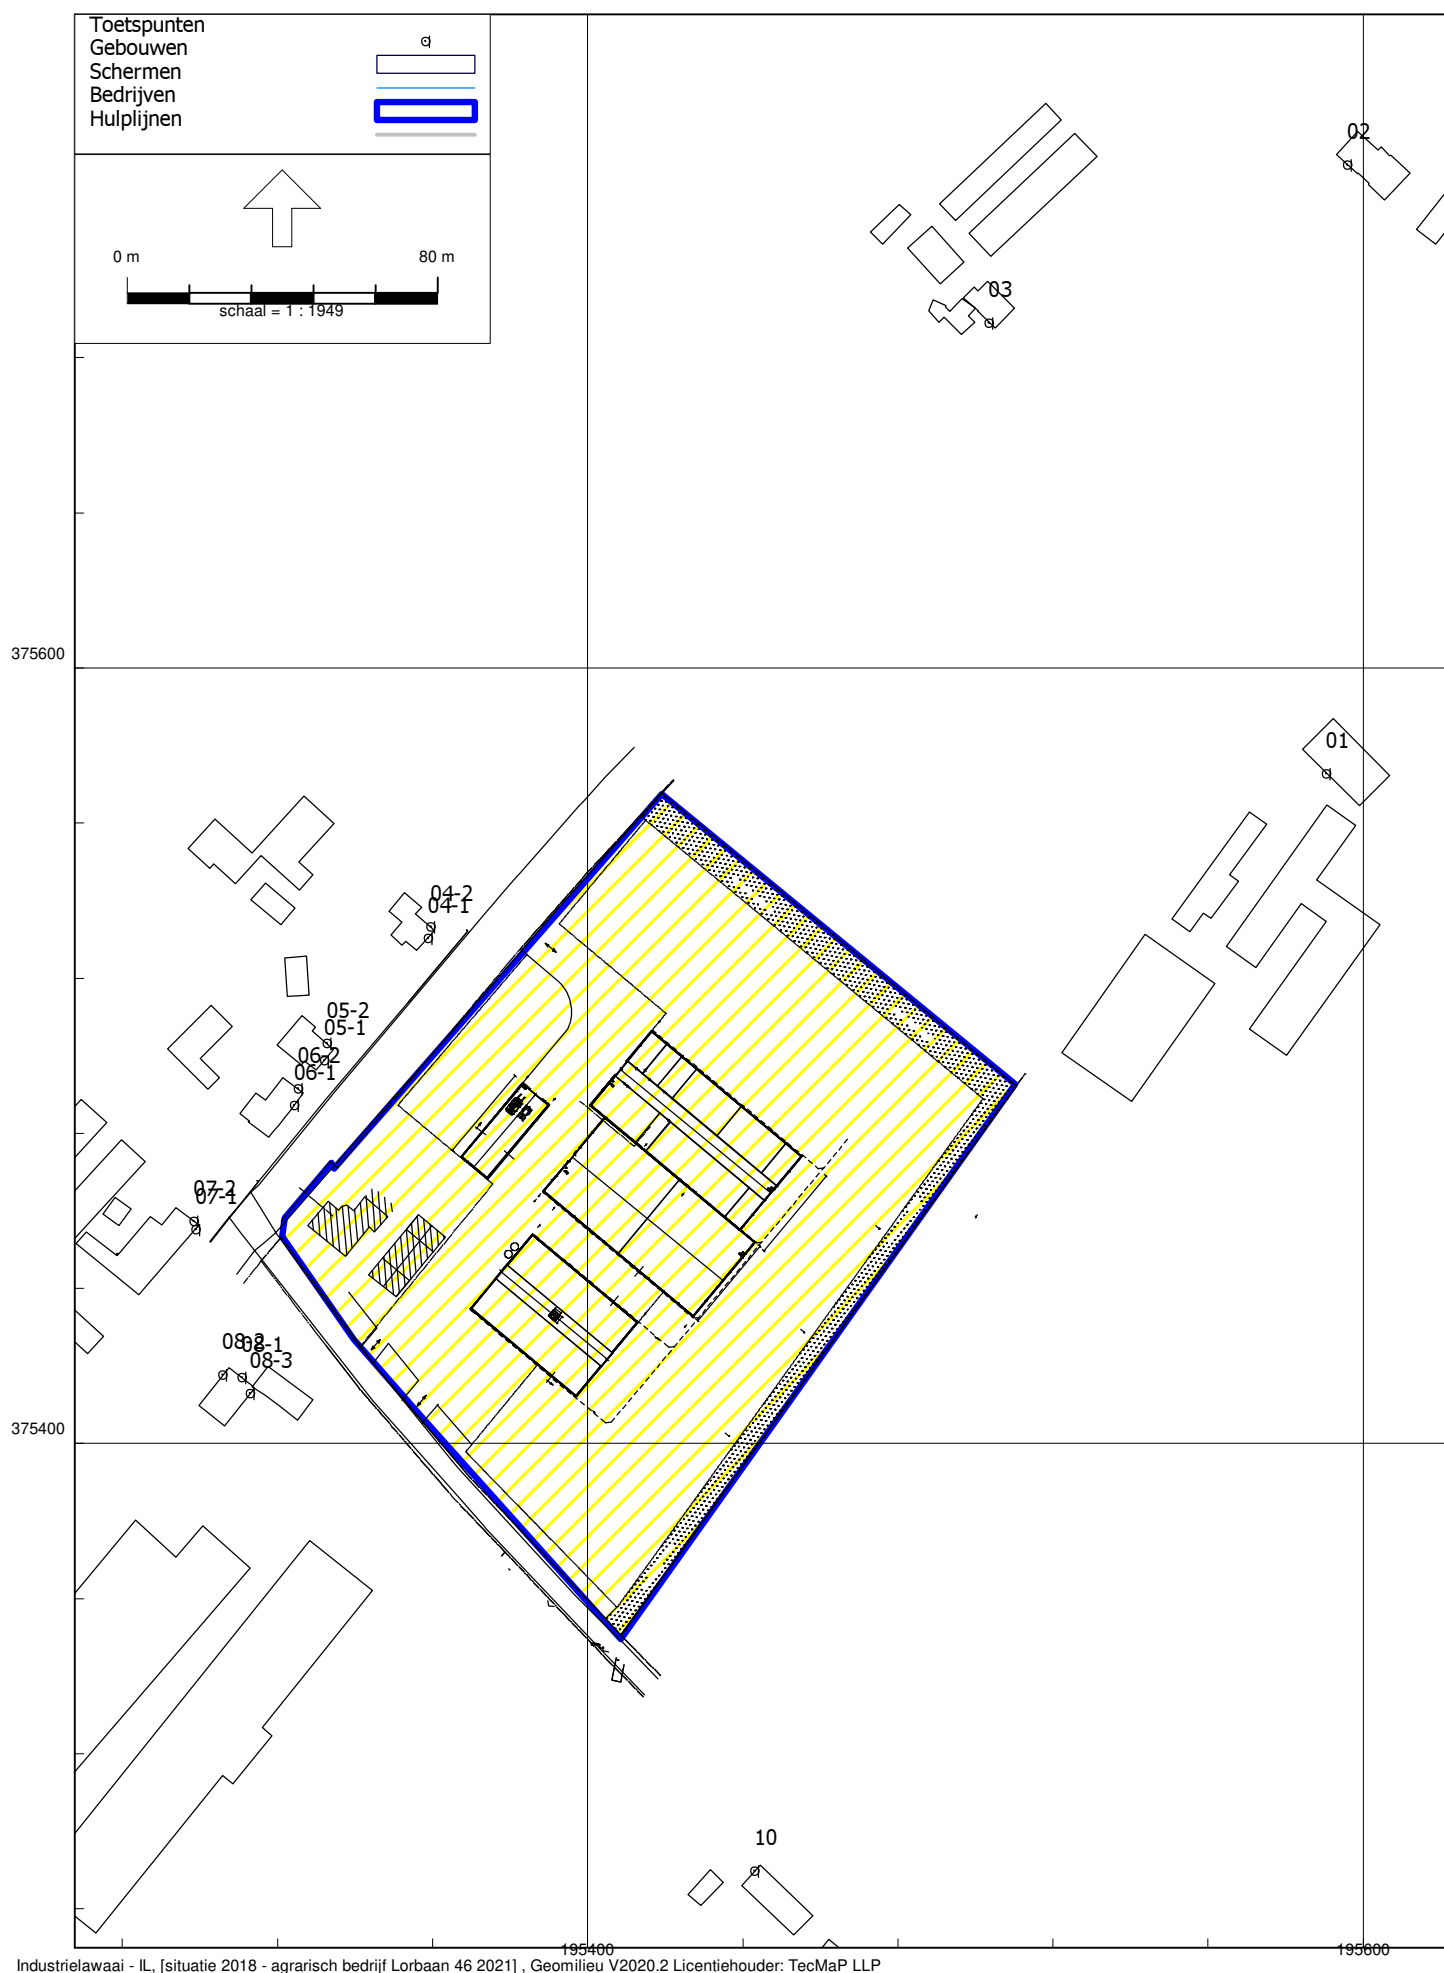 Toetspunten
Gebouwen
Schermen
Bedrijven
Hulplijnen
0 m 80 m
schaal = 1 : 1949
02
03
375600
01
04-2
04-1
05-2
05-1
06-2
06-1
07-2
07-1
08-2
08-1
08-3
375400
10
195400 195600
Industrielawaai - IL, [situatie 2018 - agrarisch bedrijf Lorbaan 46 2021] , Geomilieu V2020.2 Licentiehouder: TecMaP LLP